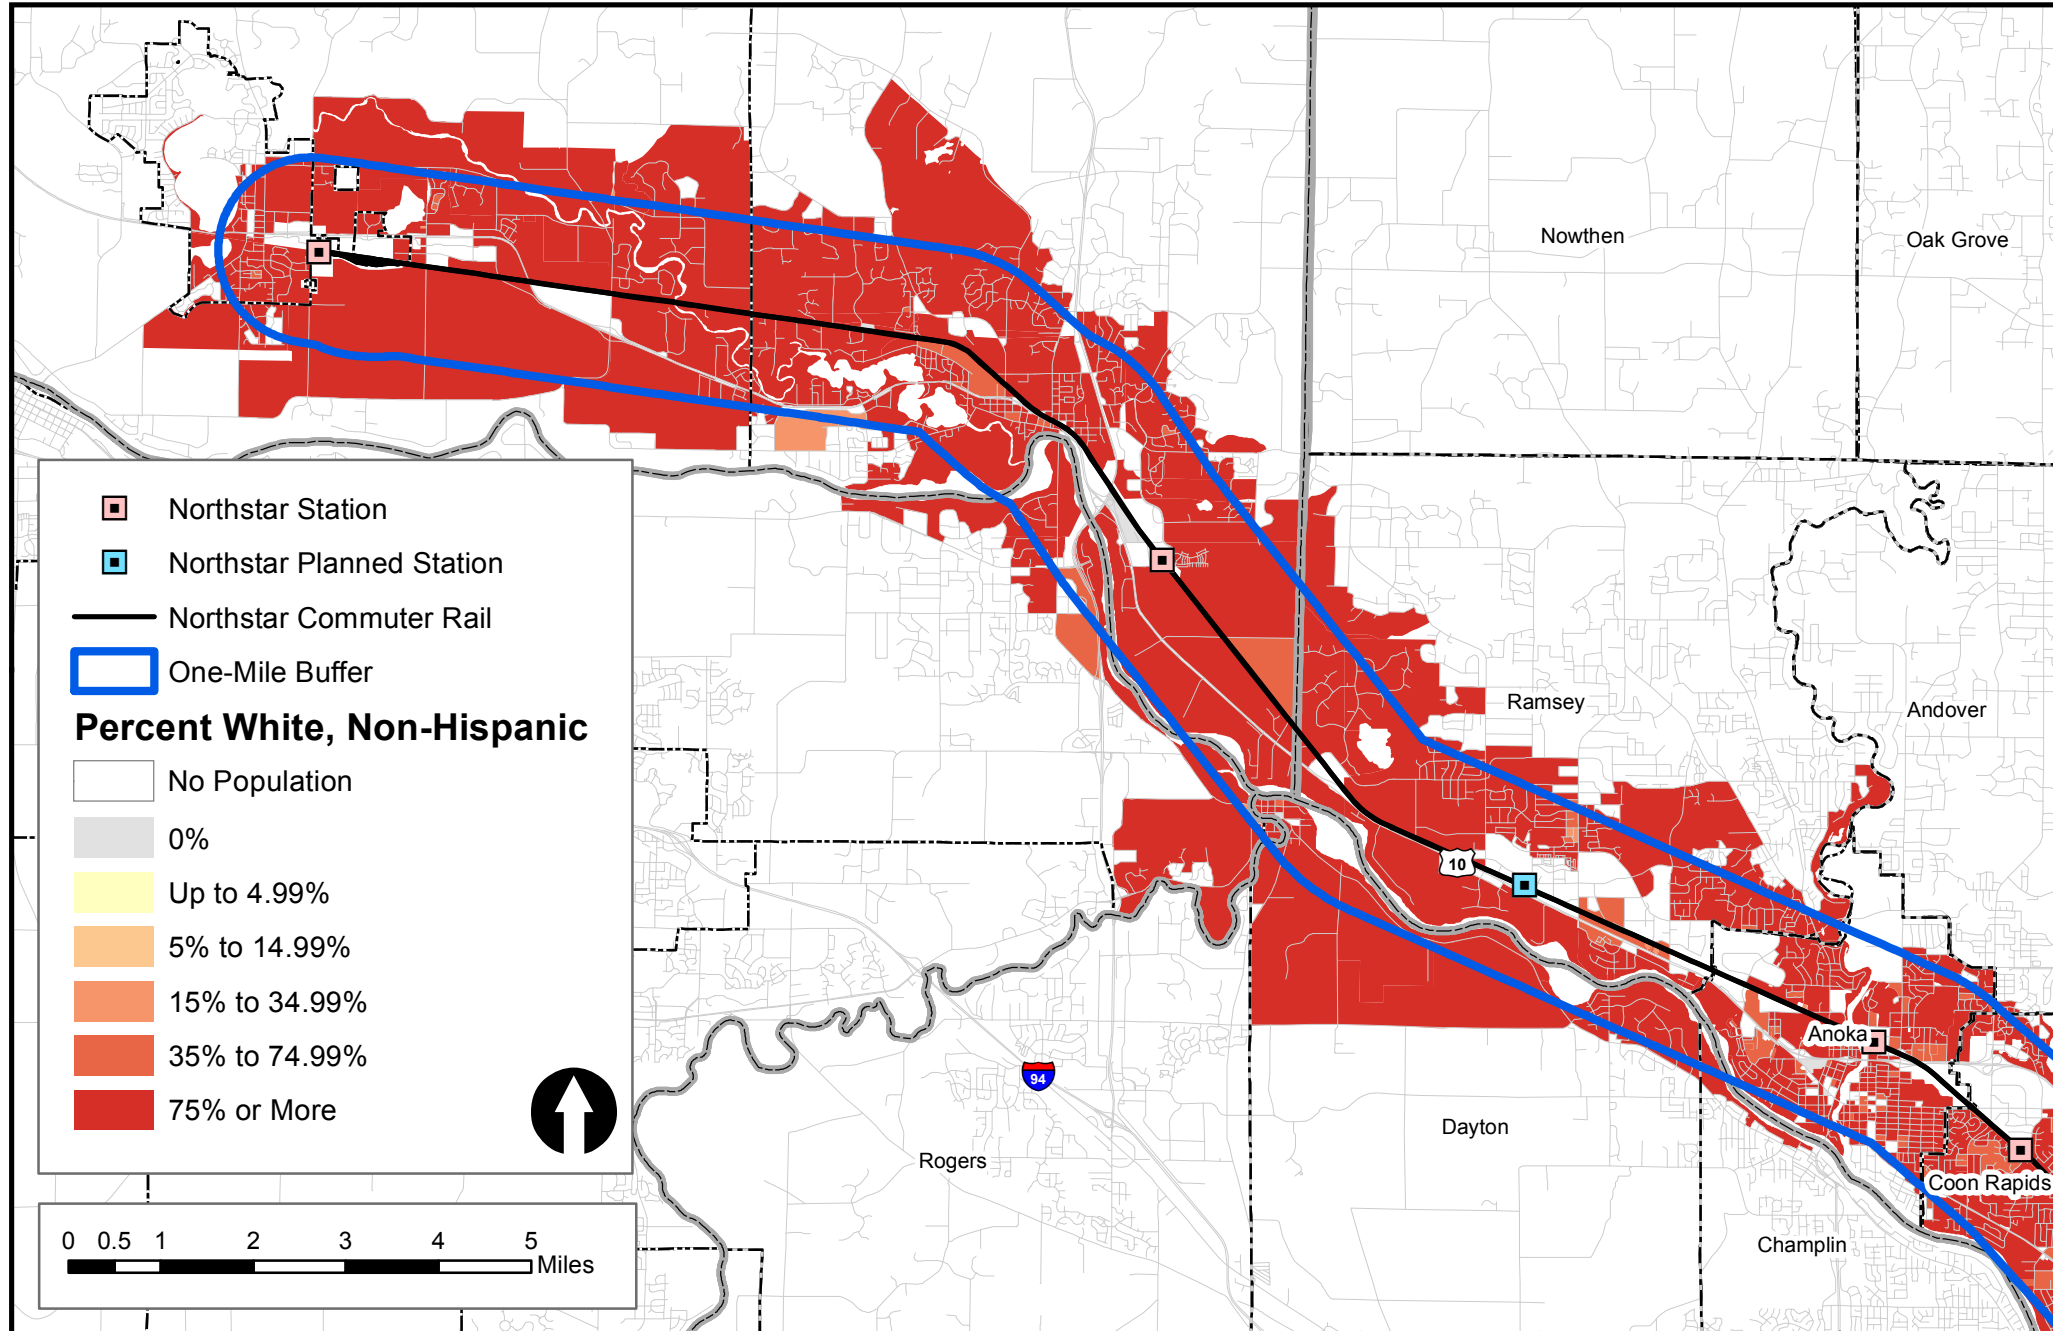 Nowthen
Oak Grove
Northstar Station
Northstar Planned Station
Northstar Commuter Rail
One-Mile Buffer
Percent White, Non-Hispanic
No Population
0%
Up to 4.99%
5% to 14.99%
15% to 34.99%
35% to 74.99%
75% or More
Ramsey
Andover
10
Anoka
94
Dayton
Rogers
Coon Rapids
Champlin
0 0.5 1 2 3 4 5
Miles